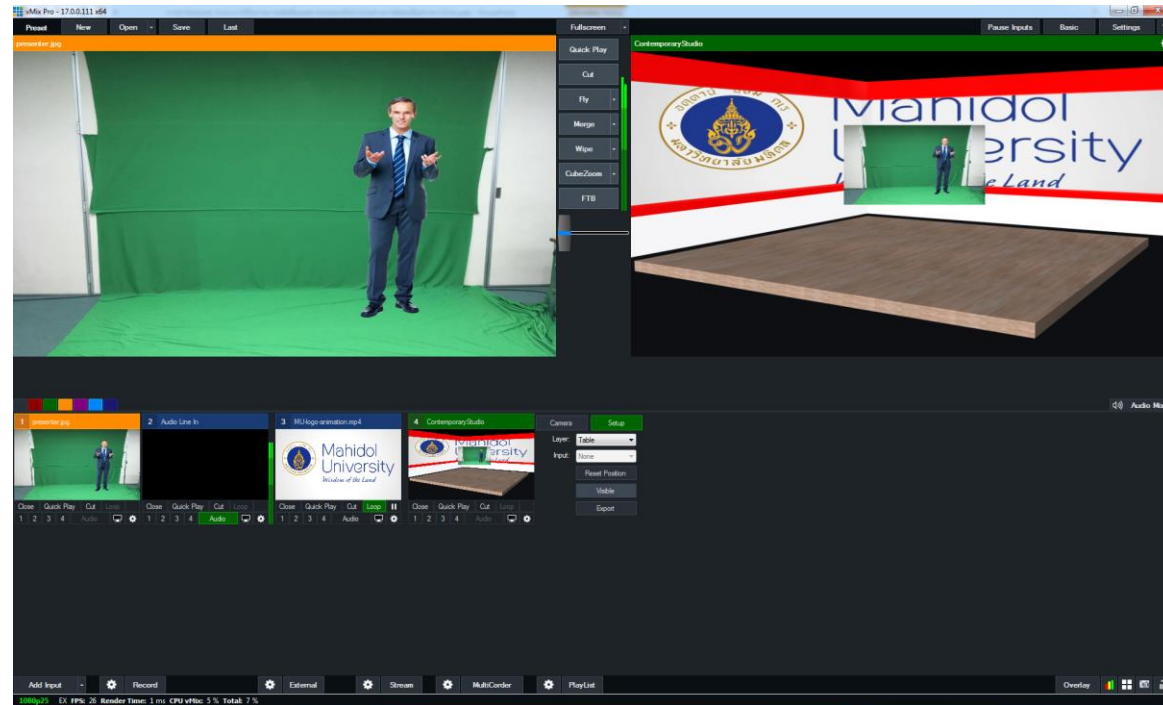 vMix Pro - 17.0.0.111 x64
Preset New Open Save Last Fullscreen Pause Inputs Basic Settings
presenter.jpg
ContemporaryStudio
Quick Play
Cut
Fly
Merge
Wipe
CubeZoom
FTB
Mahidol
ersity
e Land
Audio Mi
1 presenter.jpg
2 Audio Line In
3 MU-logo-animation.mp4
4 ContemporaryStudio
Mahidol
University
Wisdom of the Land
Close Quick Play Cut Loop
1 2 3 4 Audio
Close Quick Play Cut Loop
1 2 3 4 Audio
Close Quick Play Cut Loop
1 2 3 4 Audio
Close Quick Play Cut Loop
1 2 3 4 Audio
Camera Setup
Layer: Table
Input: None
Reset Position
Visible
Export
Add Input Record External Stream MultiCorder PlayList Overlay
1080p25 EX FPS: 26 Render Time: 1 ms CPU vMix: 5 % Total: 7 %